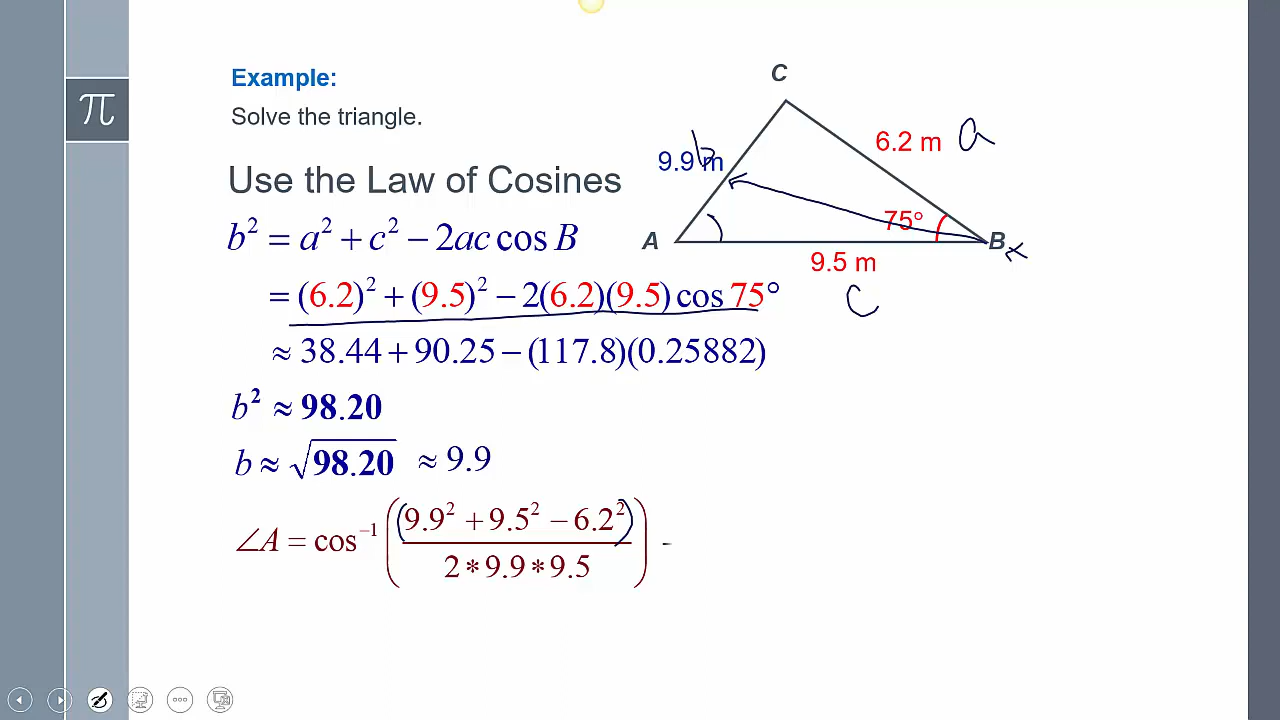 π
Example:
Solve the triangle.
Use the Law of Cosines
b² = a² + c² − 2ac cos B
= (6.2)² + (9.5)² − 2(6.2)(9.5) cos 75°
≈ 38.44 + 90.25 − (117.8)(0.25882)
b² ≈ 98.20
b ≈ √98.20 ≈ 9.9
∠A = cos⁻¹ ((9.9² + 9.5² − 6.2²) / 2 * 9.9 * 9.5) -
C
6.2 m a
9.9 m b
75°
A
B
9.5 m
c